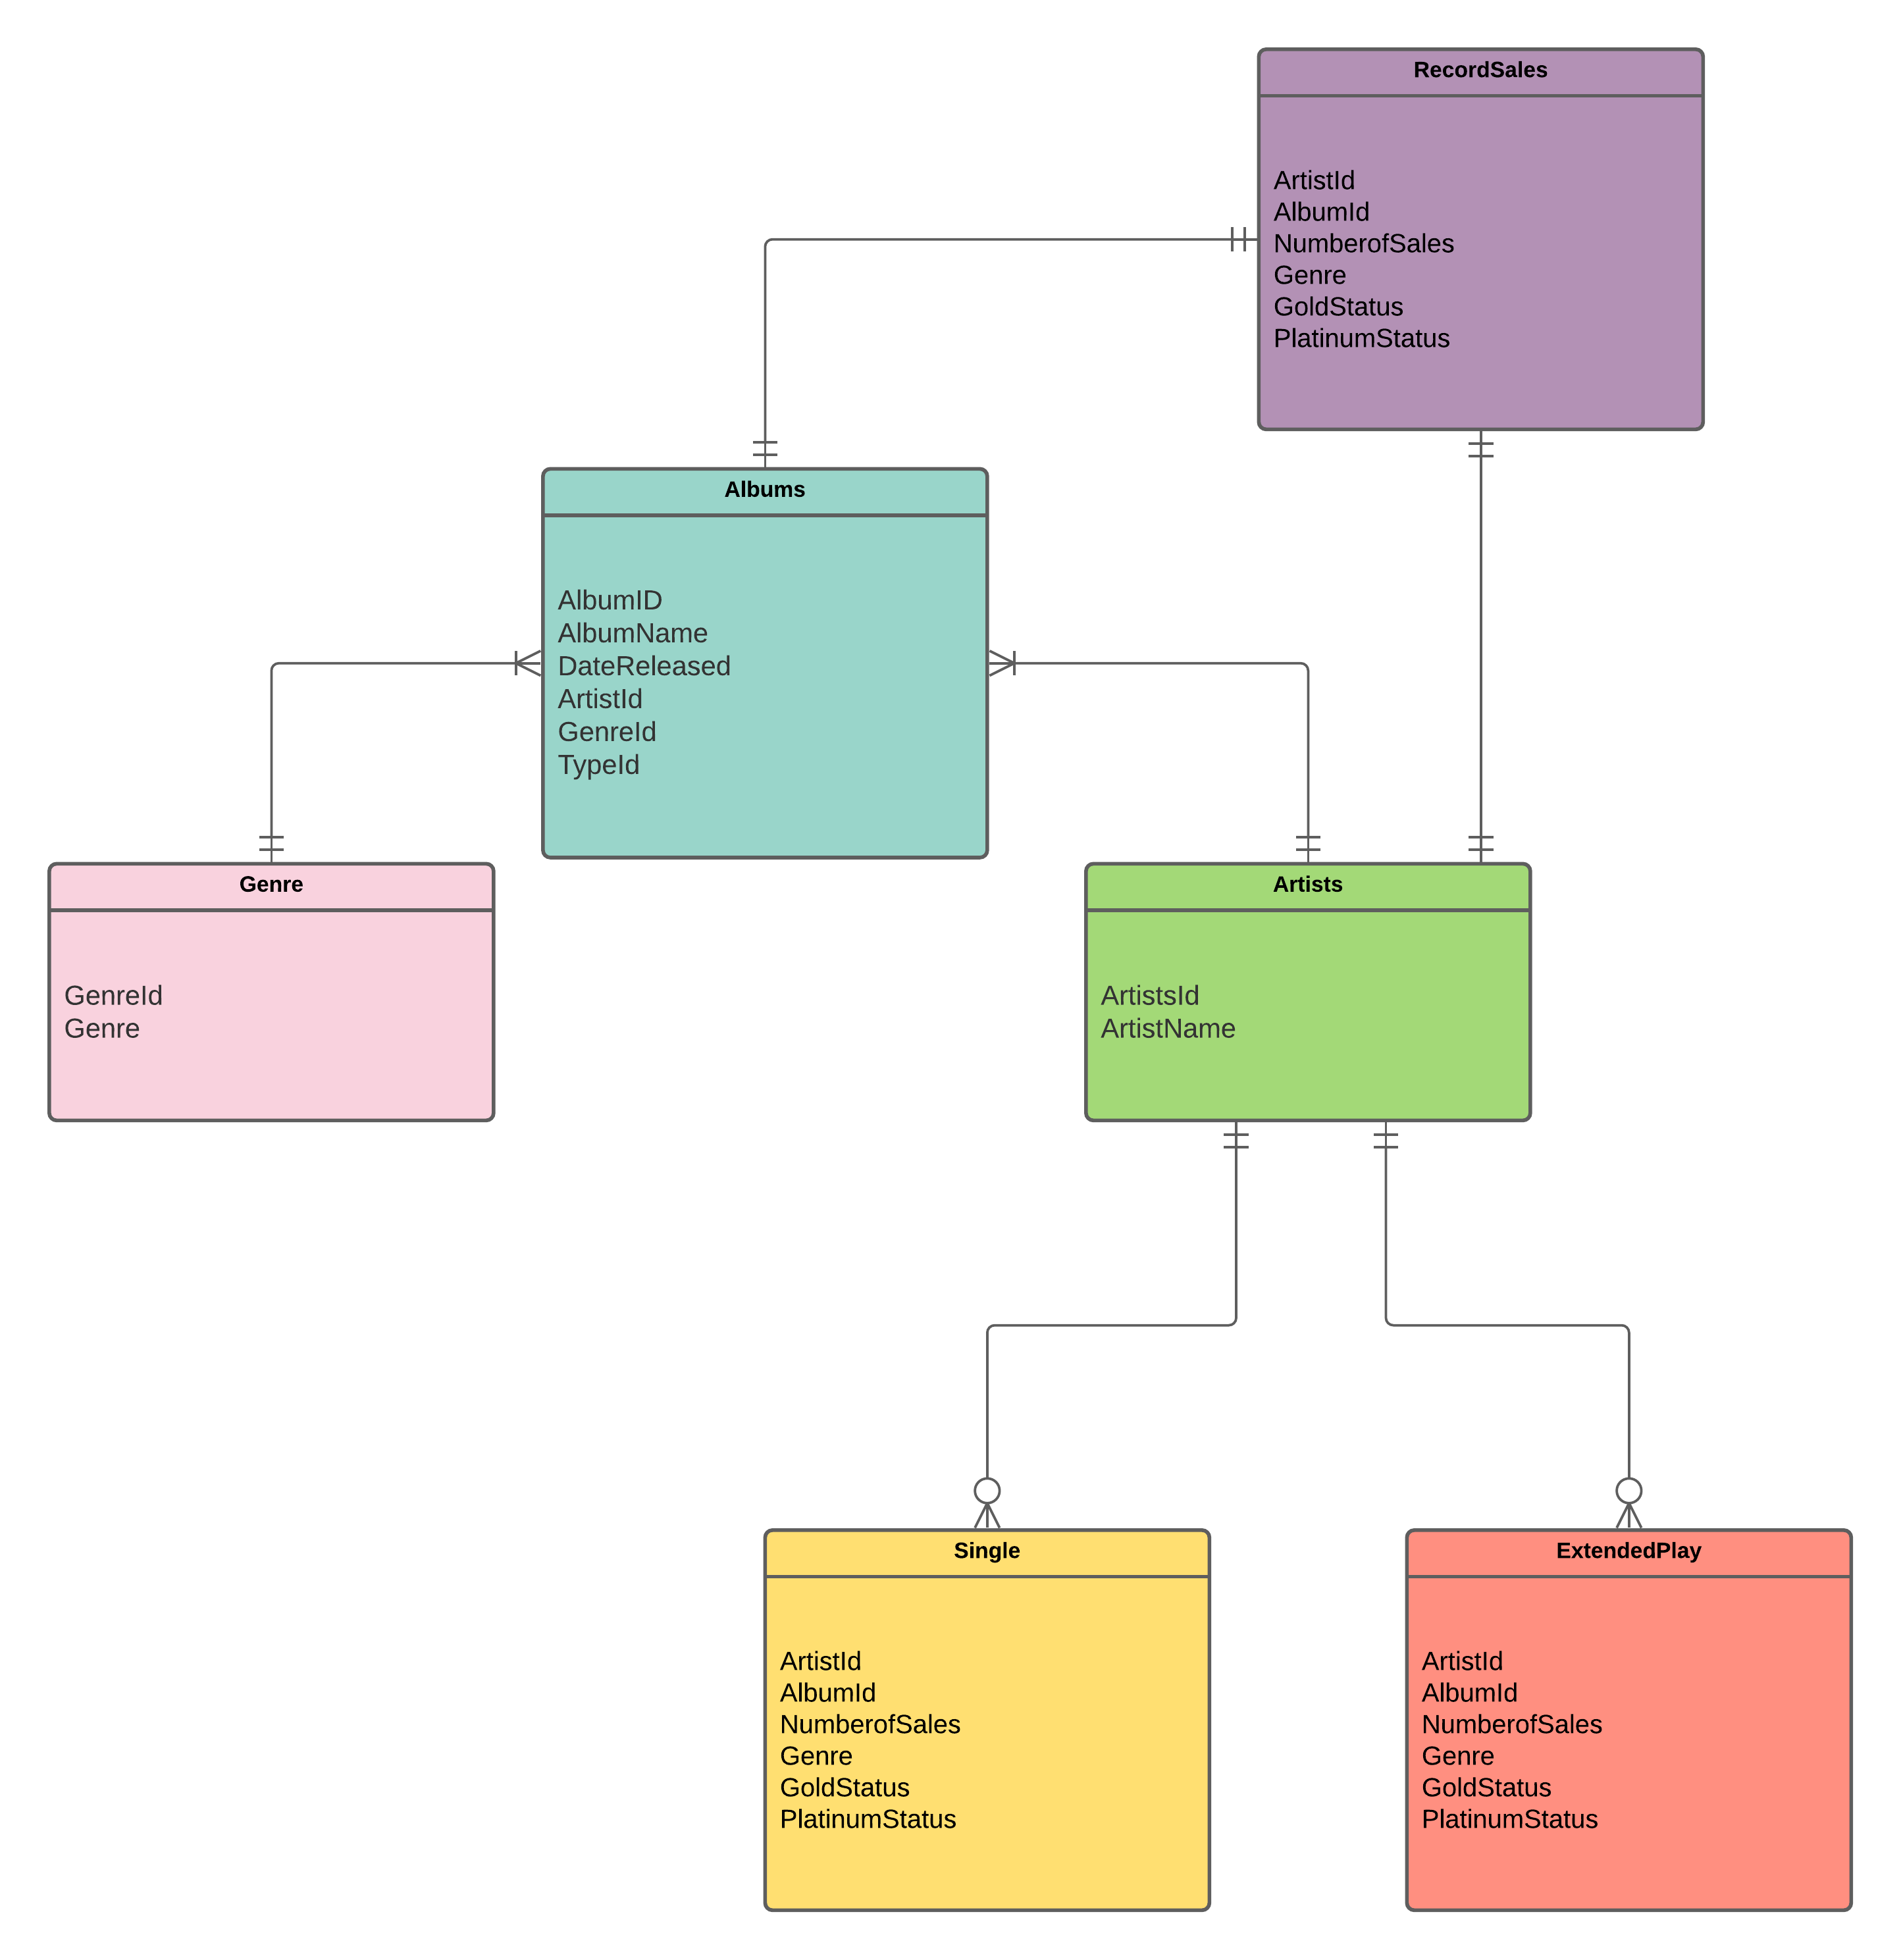 RecordSales
ArtistId
AlbumId
NumberofSales
Genre
GoldStatus
PlatinumStatus
Albums
AlbumID
AlbumName
DateReleased
ArtistId
GenreId
TypeId
Genre
GenreId
Genre
Artists
ArtistsId
ArtistName
Single
ArtistId
AlbumId
NumberofSales
Genre
GoldStatus
PlatinumStatus
ExtendedPlay
ArtistId
AlbumId
NumberofSales
Genre
GoldStatus
PlatinumStatus